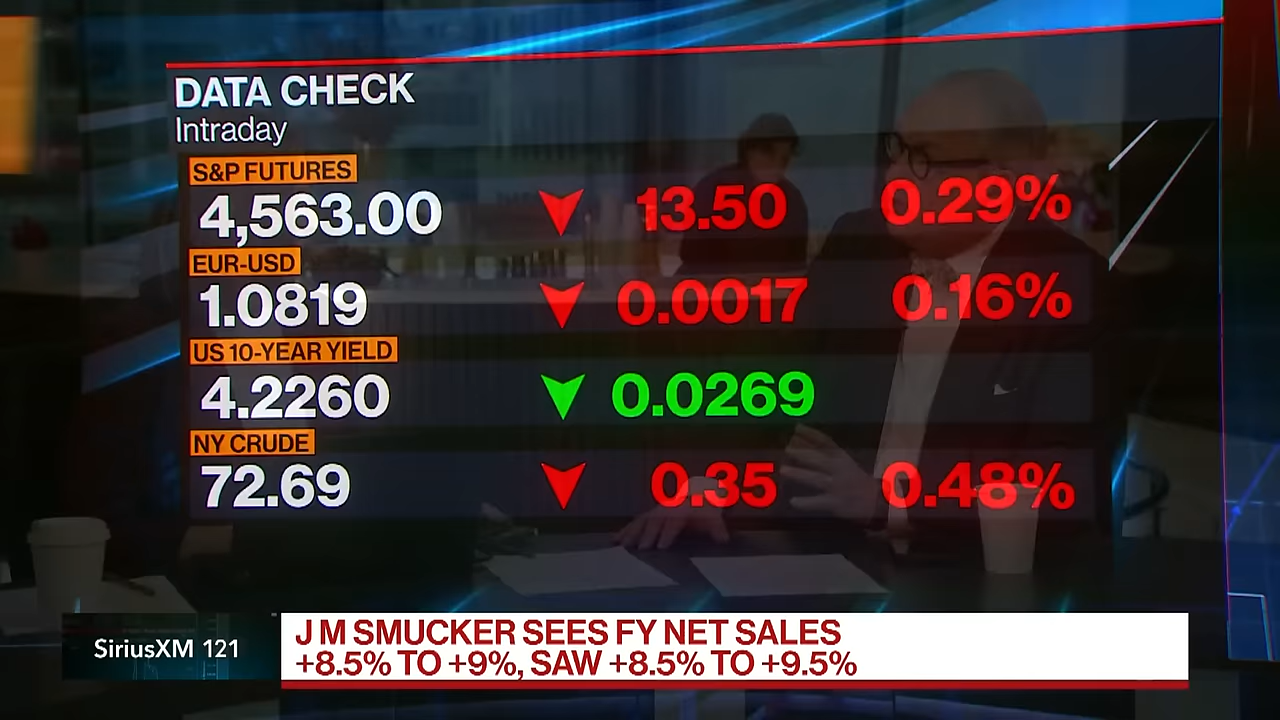 DATA CHECK
Intraday
S&P FUTURES
4,563.00 13.50 0.29%
EUR-USD
1.0819 0.0017 0.16%
US 10-YEAR YIELD
4.2260 0.0269
NY CRUDE
72.69 0.35 0.48%
SiriusXM 121
J M SMUCKER SEES FY NET SALES
+8.5% TO +9%, SAW +8.5% TO +9.5%